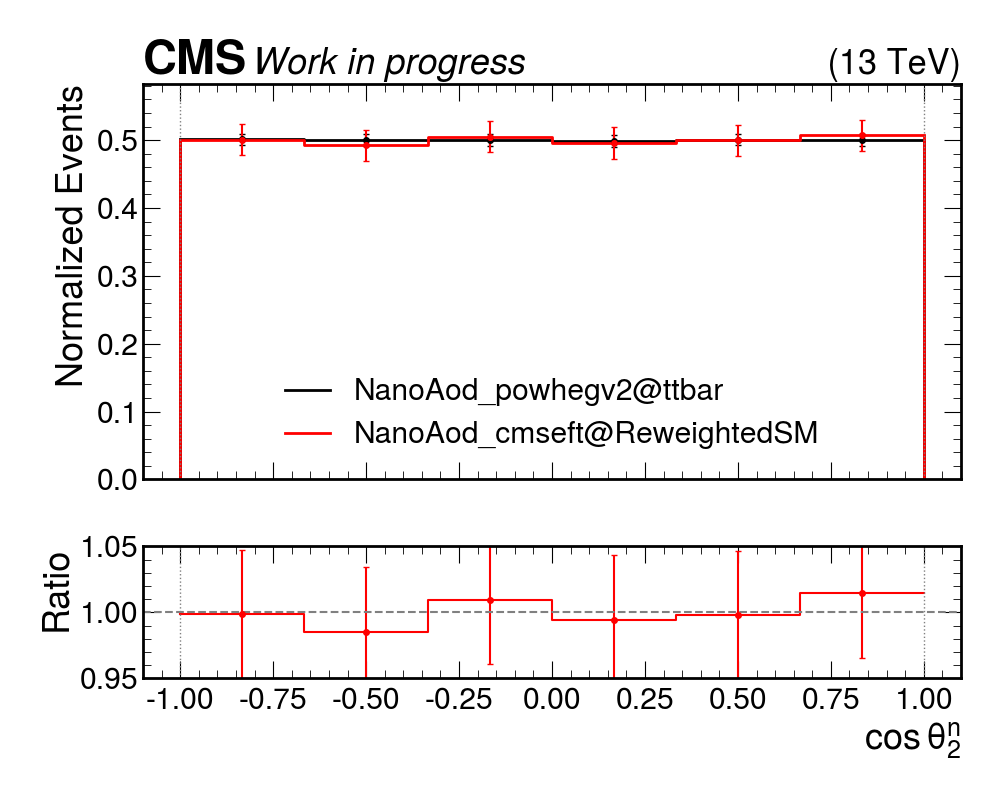 CMS Work in progress (13 TeV)
Normalized Events
0.5
0.4
0.3
0.2
0.1
0.0
NanoAod_powhegv2@ttbar
NanoAod_cmseft@ReweightedSM
Ratio
1.05
1.00
0.95
-1.00 -0.75 -0.50 -0.25 0.00 0.25 0.50 0.75 1.00
cos θ₂ⁿ